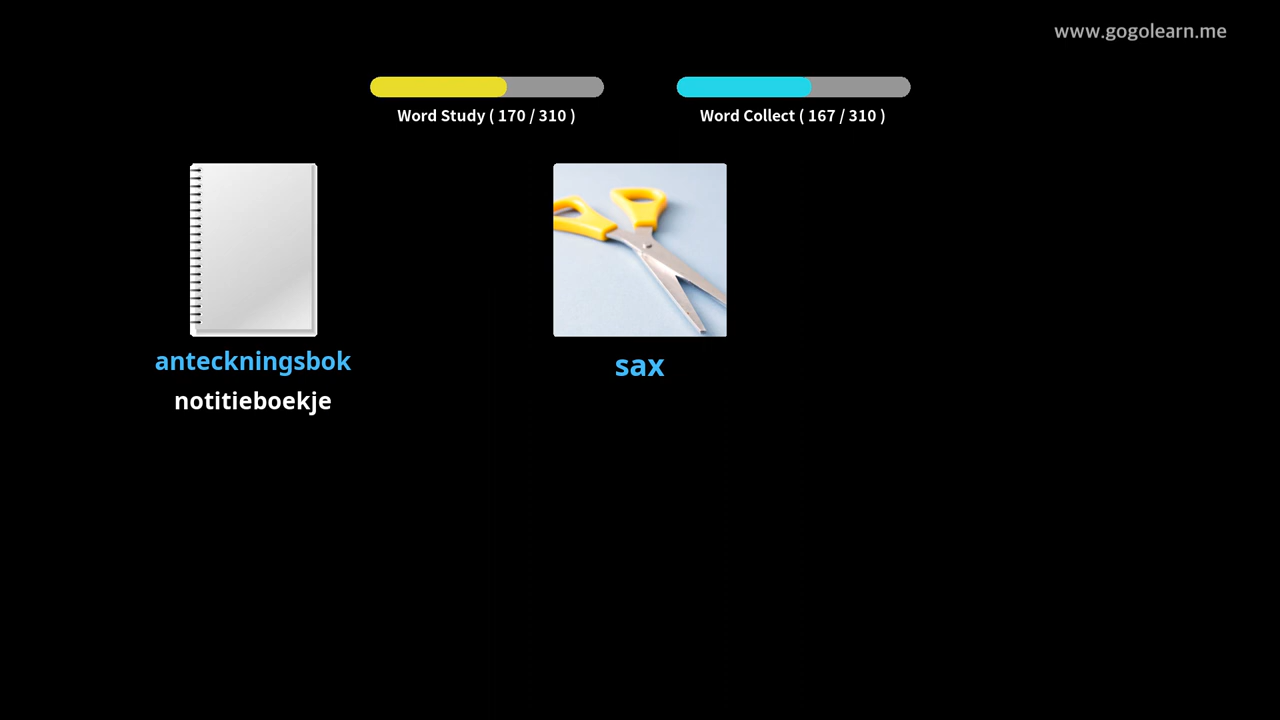 www.gogolearn.me
Word Study ( 170 / 310 )
Word Collect ( 167 / 310 )
anteckningsbok
notitieboekje
sax